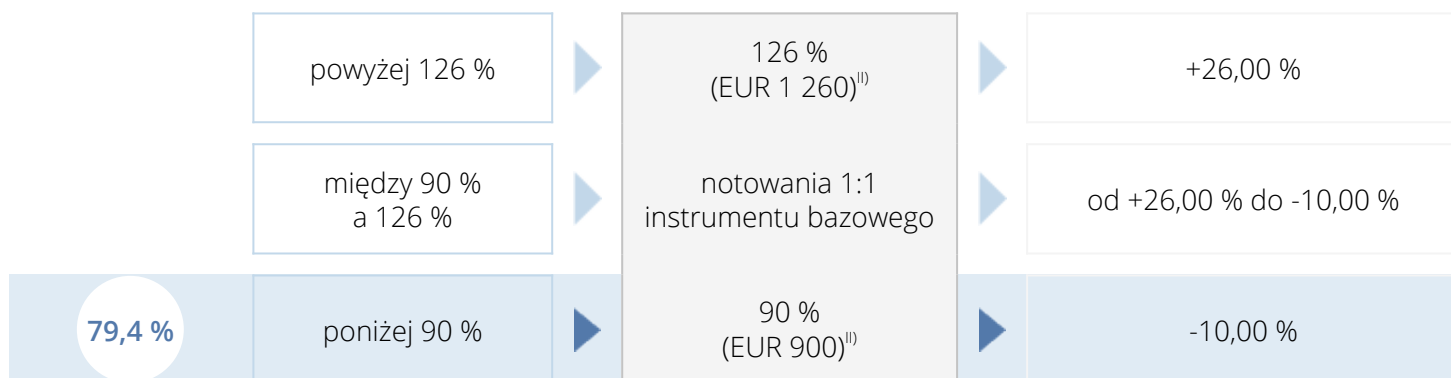 powyżej 126 %
126 %
(EUR 1 260)II)
+26,00 %
między 90 %
a 126 %
notowania 1:1
instrumentu bazowego
od +26,00 % do -10,00 %
79,4 %
poniżej 90 %
90 %
(EUR 900)II)
-10,00 %